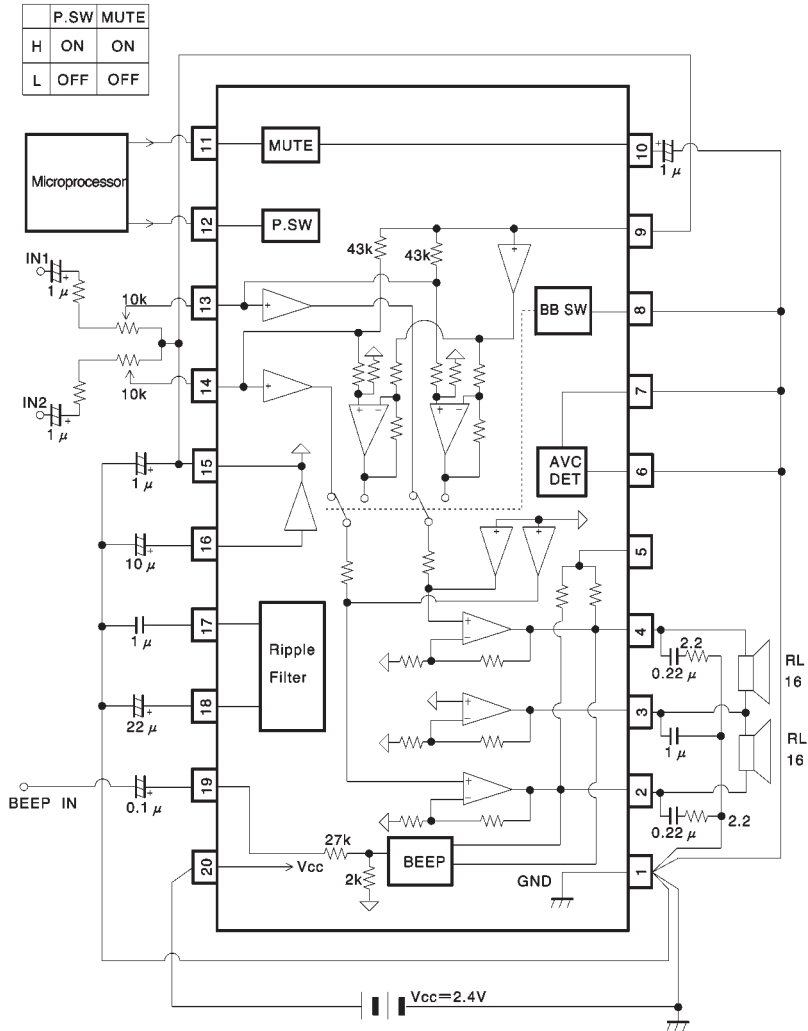 P.SW MUTE
H ON ON
L OFF OFF
Microprocessor
11
MUTE
10
+
1 μ
12
P.SW
9
IN1
+
1 μ
10k
43k
43k
+
13
+
BB SW
8
14
+
10k
IN2
+
1 μ
+ -
+ -
7
AVC
DET
6
15
+
1 μ
16
+
10 μ
+
+
5
17
1 μ
Ripple
Filter
+
-
4
2.2
0.22 μ
RL
16
18
+
22 μ
+
-
3
1 μ
RL
16
19
+
0.1 μ
BEEP IN
+
-
2
0.22 μ
2.2
27k
2k
BEEP
20
Vcc
GND
1
Vcc=2.4V